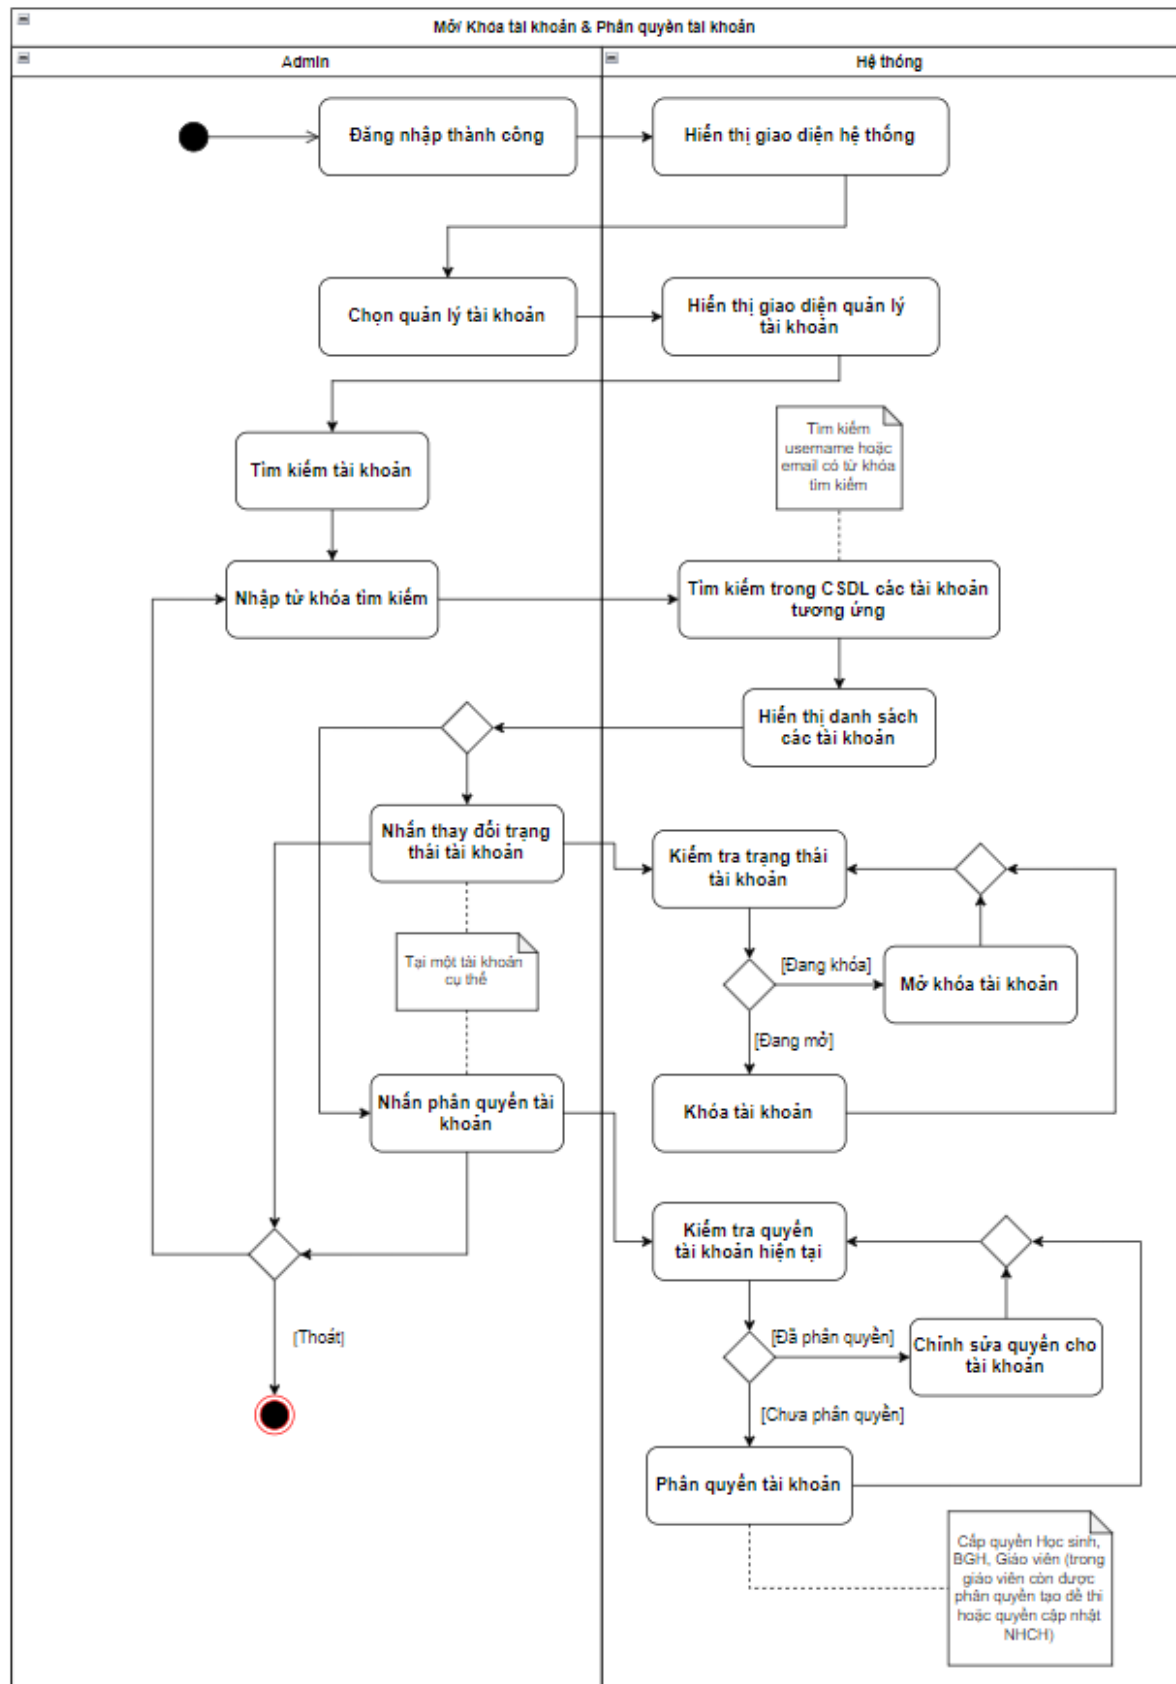 Mở/ Khóa tài khoản & Phân quyền tài khoản
Admin
Hệ thống
Đăng nhập thành công
Hiển thị giao diện hệ thống
Chọn quản lý tài khoản
Hiển thị giao diện quản lý
tài khoản
Tìm kiếm
username hoặc
email có từ khóa
tìm kiếm
Tìm kiếm tài khoản
Nhập từ khóa tìm kiếm
Tìm kiếm trong CSDL các tài khoản
tương ứng
Hiển thị danh sách
các tài khoản
Nhấn thay đổi trạng
thái tài khoản
Kiểm tra trạng thái
tài khoản
Tại một tài khoản
cụ thể
[Đang khóa]
Mở khóa tài khoản
[Đang mở]
Nhấn phân quyền tài
khoản
Khóa tài khoản
Kiểm tra quyền
tài khoản hiện tại
[Thoát]
[Đã phân quyền]
Chỉnh sửa quyền cho
tài khoản
[Chưa phân quyền]
Phân quyền tài khoản
Cấp quyền Học sinh,
BGH, Giáo viên (trong
giáo viên còn được
phân quyền tạo đề thi
hoặc quyền cập nhật
NHCH)